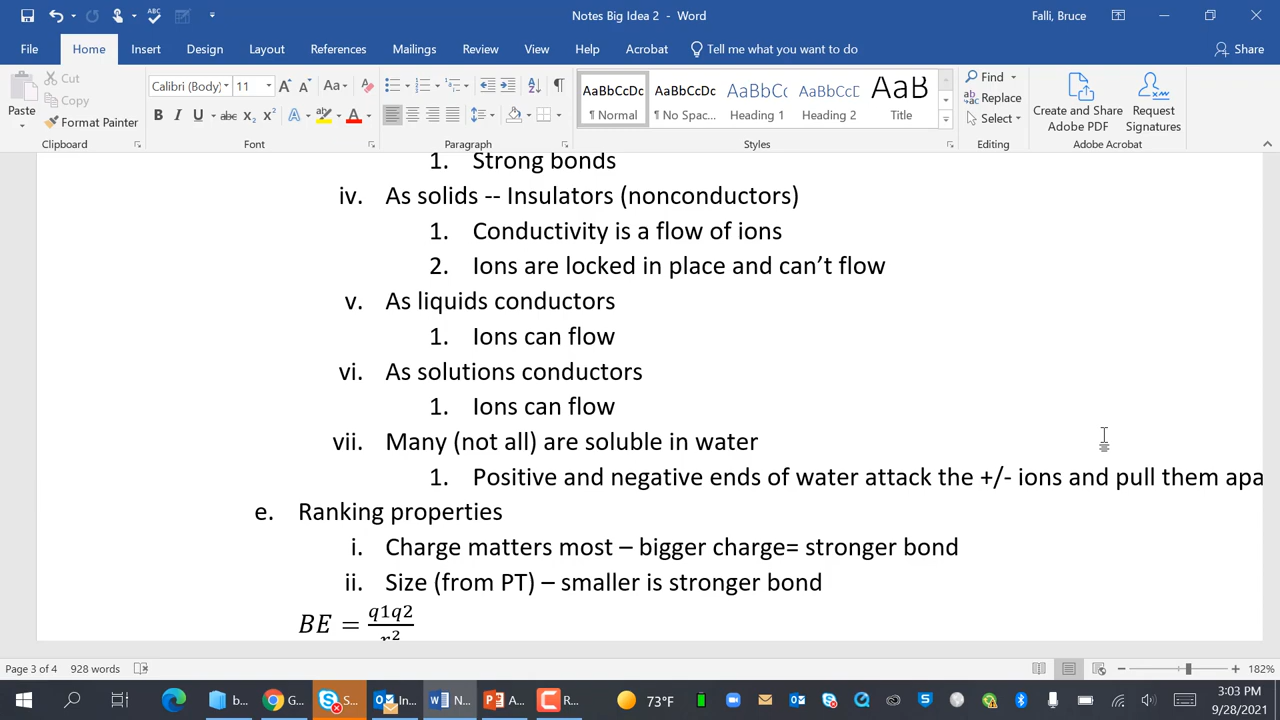 Notes Big Idea 2 - Word
Falli, Bruce
File Home Insert Design Layout References Mailings Review View Help Acrobat Tell me what you want to do Share
Paste
Cut
Copy
Format Painter
Clipboard
Calibri (Body) 11
Font
Paragraph
AaBbCcDc AaBbCcDc AaBbCc AaBbCcD AaB
¶ Normal ¶ No Spac... Heading 1 Heading 2 Title
Styles
Find
Replace
Select
Editing
Create and Share Adobe PDF
Request Signatures
Adobe Acrobat
1. Strong bonds
iv. As solids -- Insulators (nonconductors)
1. Conductivity is a flow of ions
2. Ions are locked in place and can’t flow
v. As liquids conductors
1. Ions can flow
vi. As solutions conductors
1. Ions can flow
vii. Many (not all) are soluble in water
1. Positive and negative ends of water attack the +/- ions and pull them apa
e. Ranking properties
i. Charge matters most – bigger charge= stronger bond
ii. Size (from PT) – smaller is stronger bond
BE = q1q2/r²
Page 3 of 4 928 words 182%
b... G... S... In... N... A... R... 73°F 3:03 PM
9/28/2021